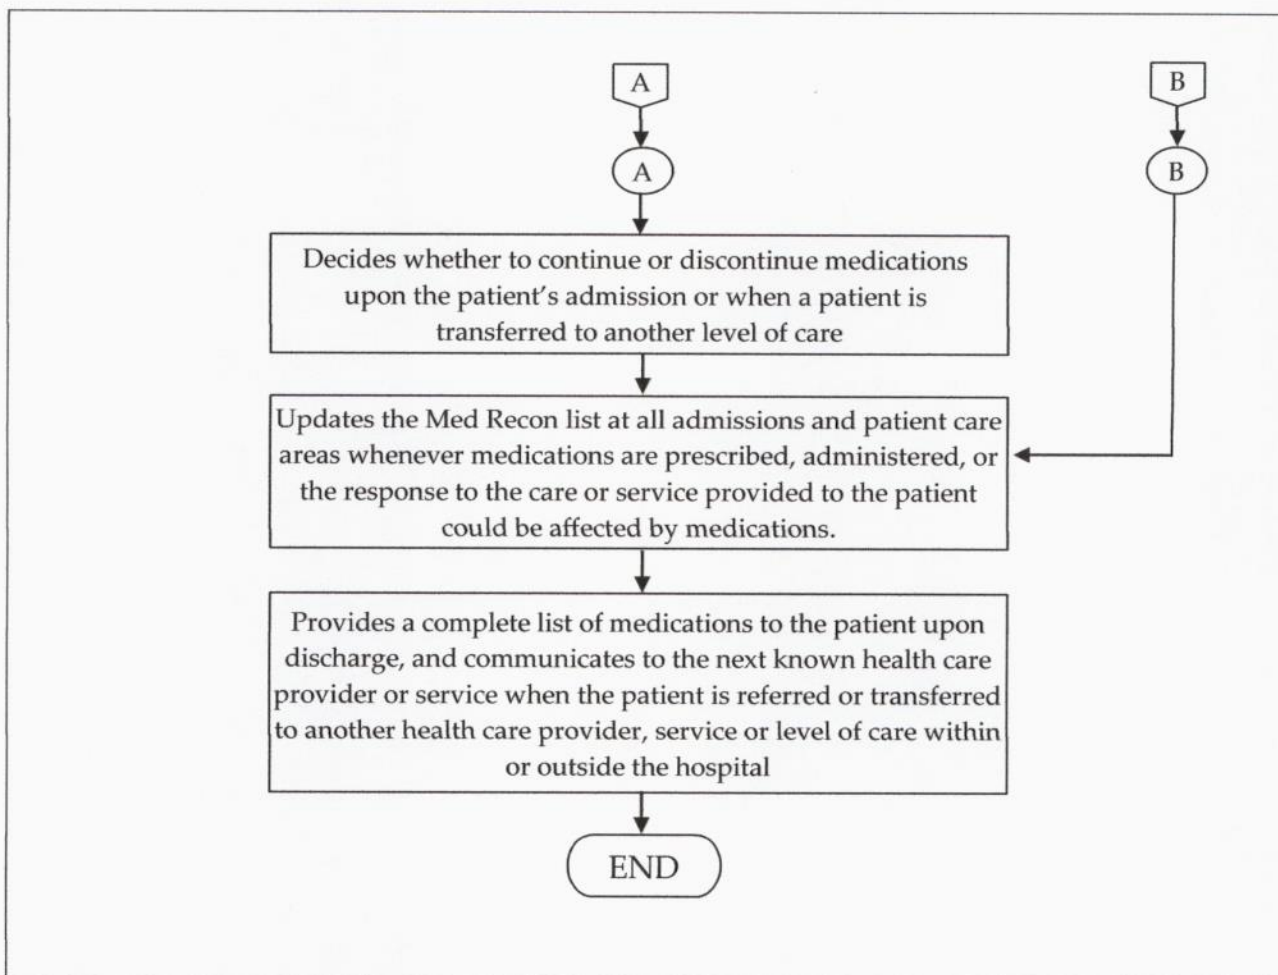 A
B
A
B
Decides whether to continue or discontinue medications
upon the patient's admission or when a patient is
transferred to another level of care
Updates the Med Recon list at all admissions and patient care
areas whenever medications are prescribed, administered, or
the response to the care or service provided to the patient
could be affected by medications.
Provides a complete list of medications to the patient upon
discharge, and communicates to the next known health care
provider or service when the patient is referred or transferred
to another health care provider, service or level of care within
or outside the hospital
END